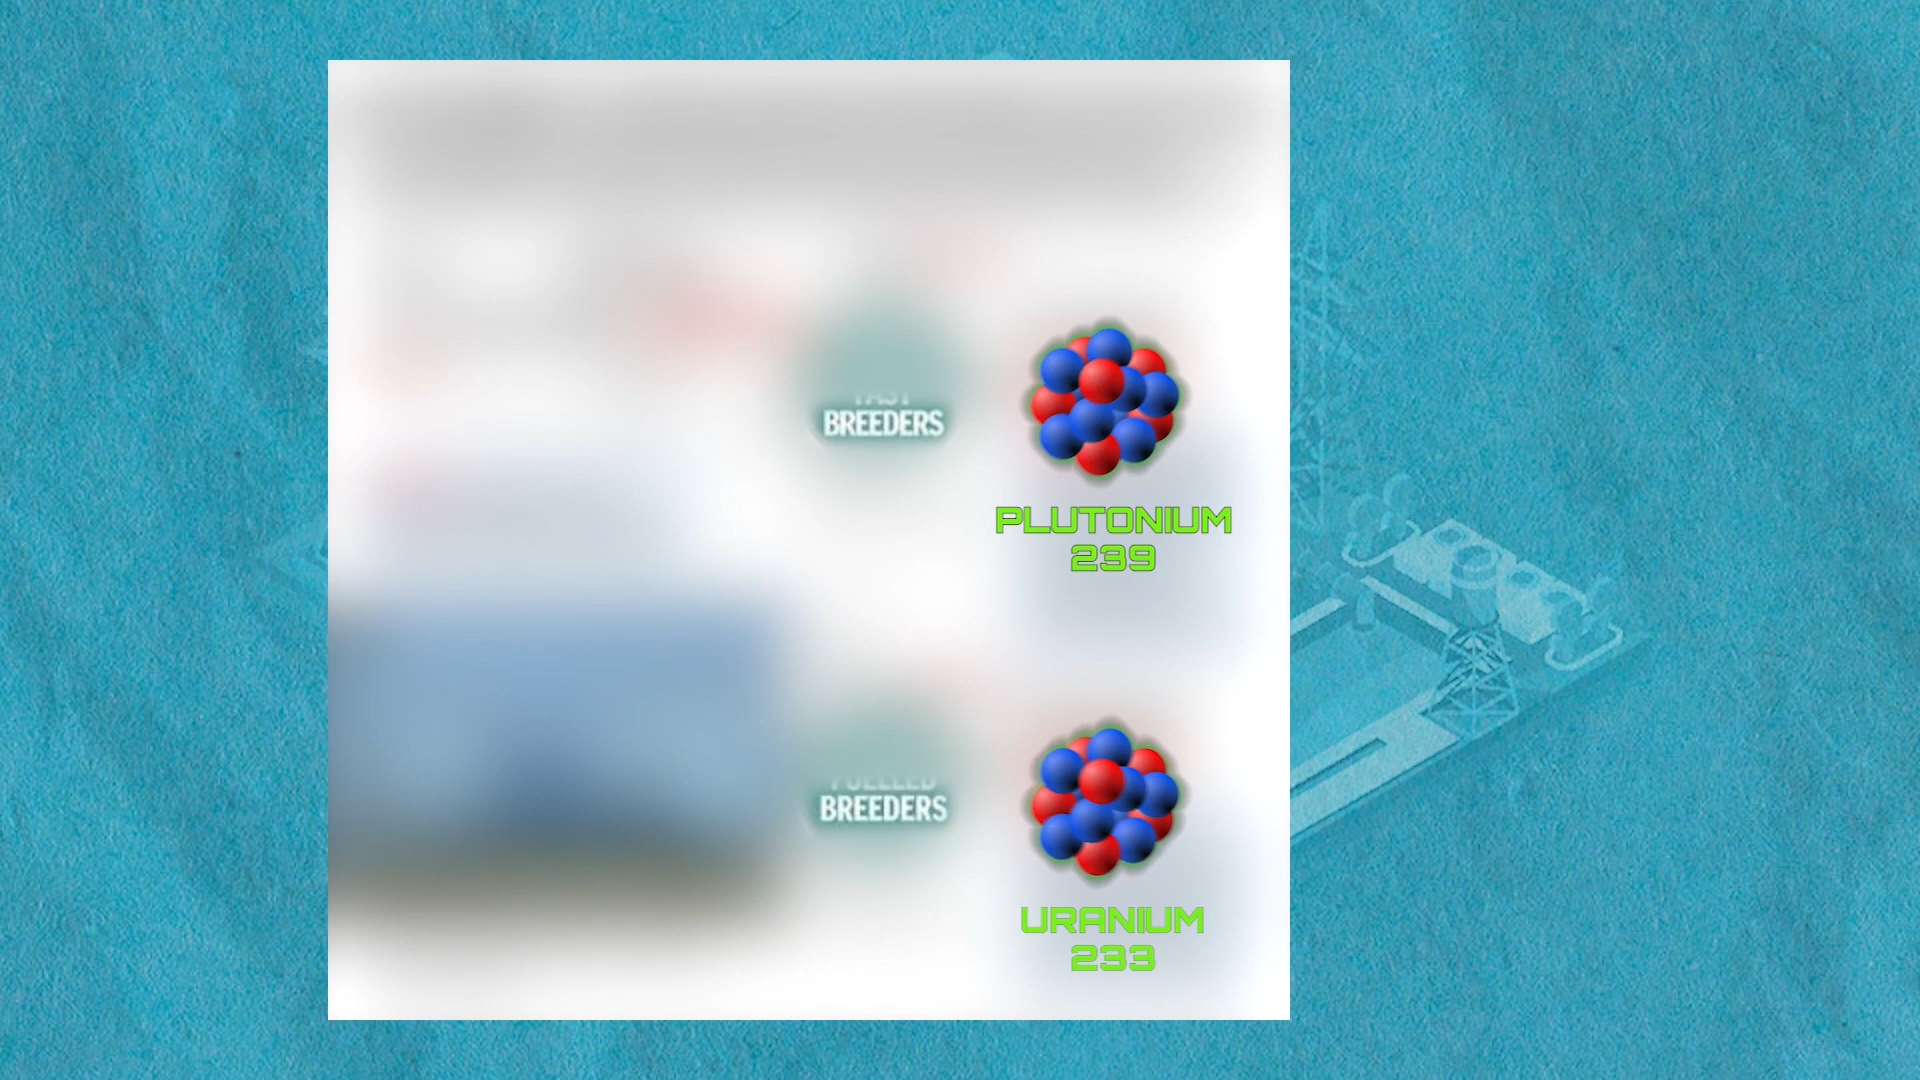 BREEDERS
PLUTONIUM
239
BREEDERS
URANIUM
233